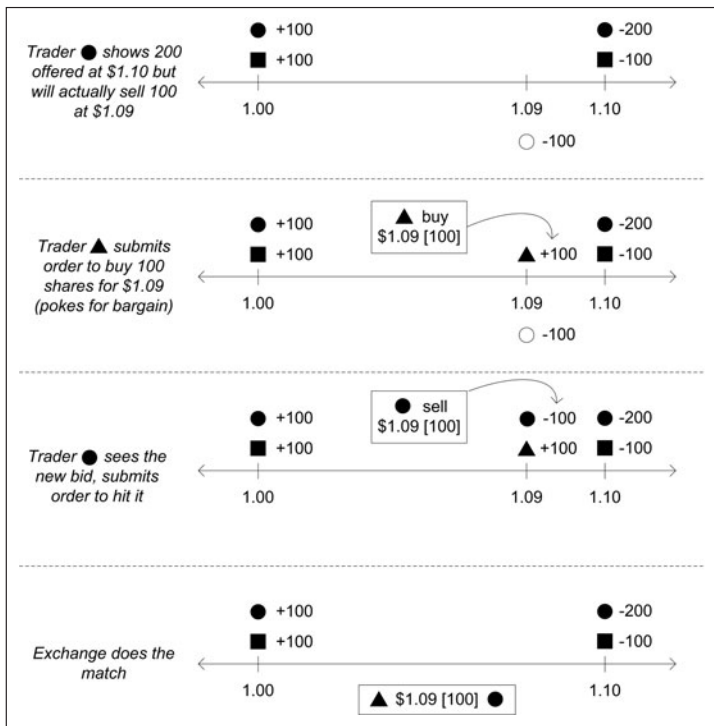 +100
-200
Trader ● shows 200
offered at $1.10 but
will actually sell 100
at $1.09
+100
-100
1.00
1.09
1.10
-100
+100
▲ buy
$1.09 [100]
-200
Trader ▲ submits
order to buy 100
shares for $1.09
(pokes for bargain)
+100
+100
-100
1.00
1.09
1.10
-100
● sell
$1.09 [100]
+100
-100
-200
Trader ● sees the
new bid, submits
order to hit it
+100
+100
-100
1.00
1.09
1.10
+100
-200
Exchange does the
match
+100
-100
1.00
1.10
▲ $1.09 [100] ●